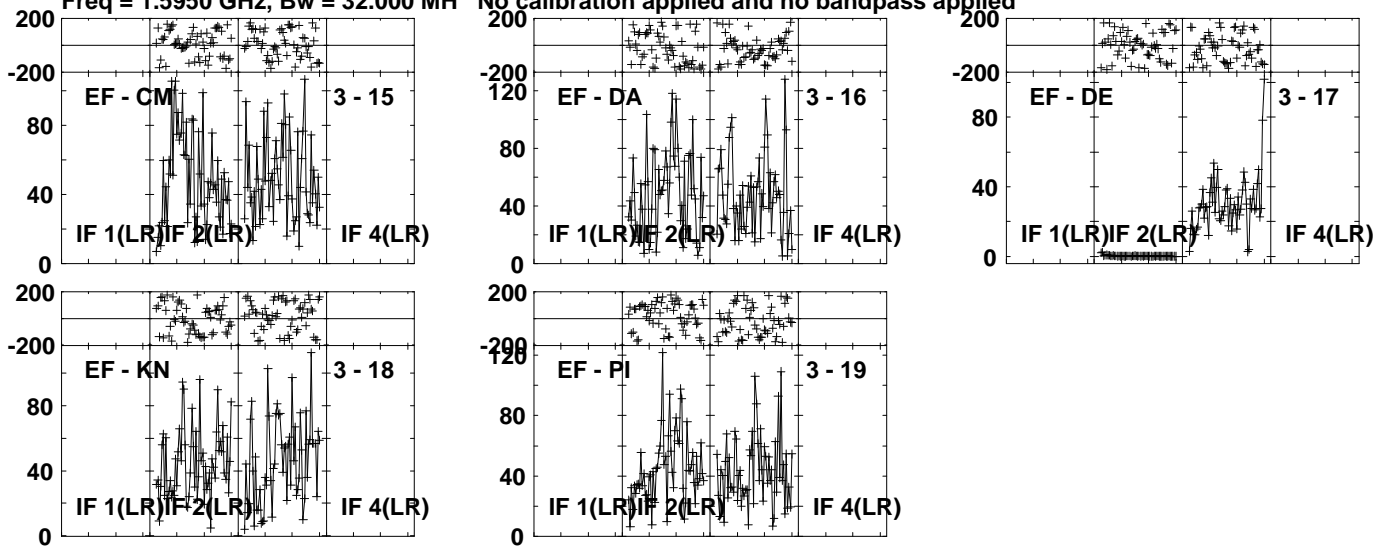 Freq = 1.5950 GHz, Bw = 32.000 MH No calibration applied and no bandpass applied
200
-200
EF - CM
3 - 15
80
40
0
IF 1(LR)
IF 2(LR)
IF 4(LR)
200
-200
120
EF - DA
3 - 16
80
40
0
IF 1(LR)
IF 2(LR)
IF 4(LR)
200
-200
EF - DE
3 - 17
80
40
0
IF 1(LR)
IF 2(LR)
IF 4(LR)
200
-200
EF - KN
3 - 18
80
40
0
IF 1(LR)
IF 2(LR)
IF 4(LR)
200
-200
120
EF - PI
3 - 19
80
40
0
IF 1(LR)
IF 2(LR)
IF 4(LR)